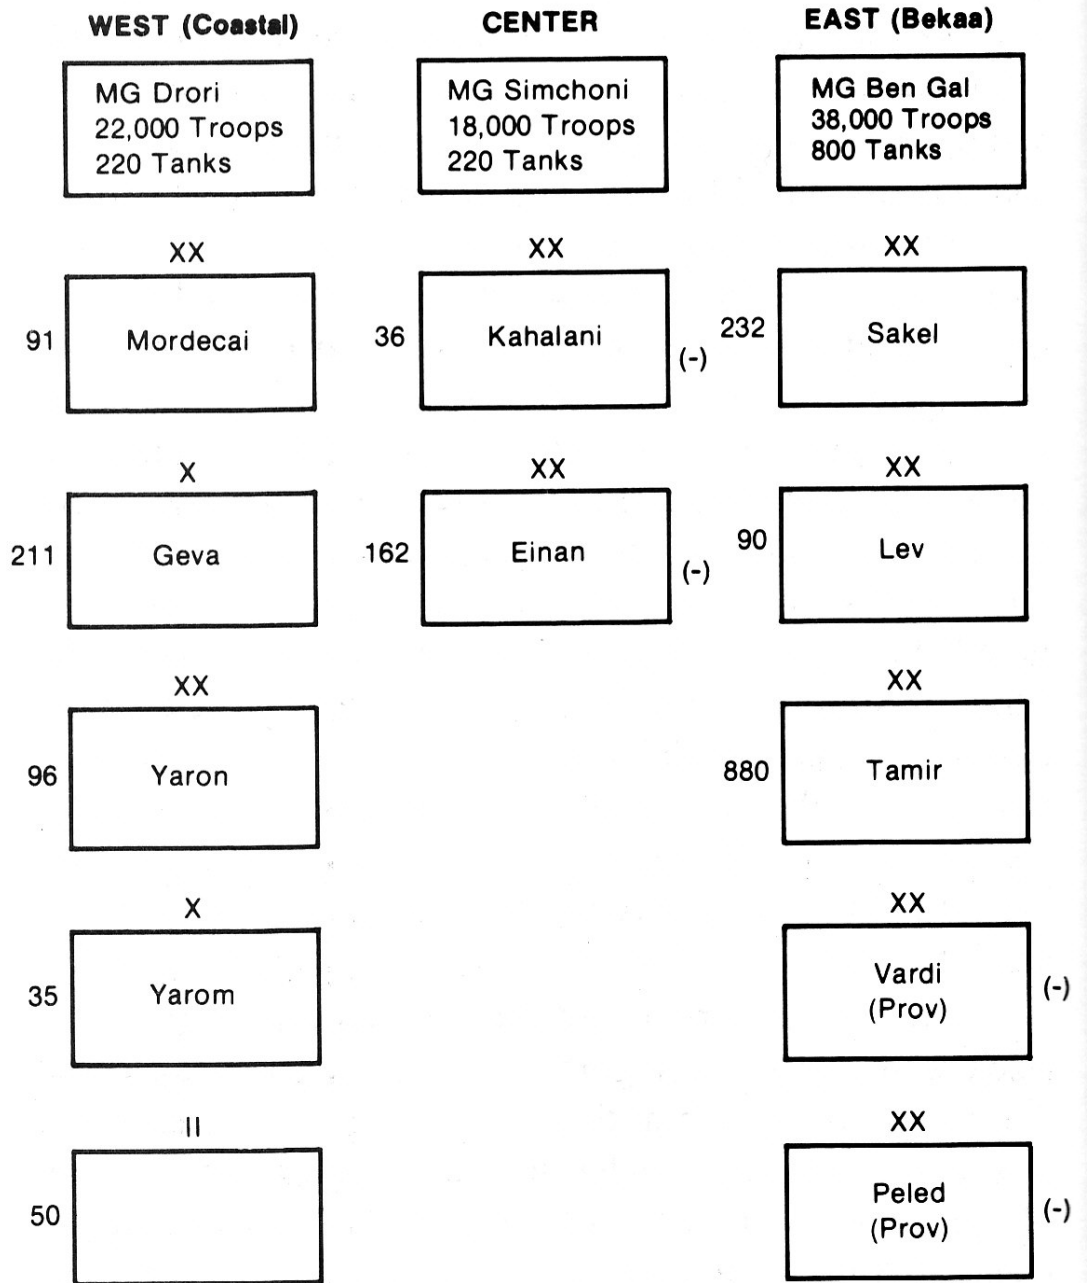 WEST (Coastal)
MG Drori
22,000 Troops
220 Tanks
XX
91
Mordecai
X
211
Geva
XX
96
Yaron
X
35
Yarom
II
50
CENTER
MG Simchoni
18,000 Troops
220 Tanks
XX
36
Kahalani
(-)
XX
162
Einan
(-)
EAST (Bekaa)
MG Ben Gal
38,000 Troops
800 Tanks
XX
232
Sakel
XX
90
Lev
XX
880
Tamir
XX
Vardi
(Prov)
(-)
XX
Peled
(Prov)
(-)